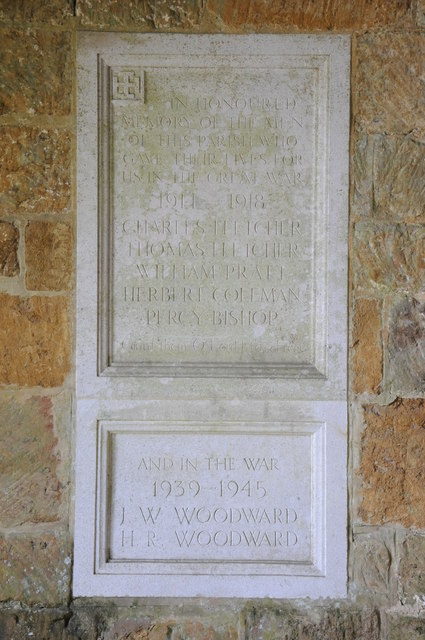 IN HONOURED
MEMORY OF THE MEN
OF THIS PARISH WHO
GAVE THEIR LIVES FOR
US IN THE GREAT WAR
1914 1918
CHARLES FLETCHER
THOMAS FLETCHER
WILLIAM PRATT
HERBERT COLEMAN
PERCY BISHOP
AND IN THE WAR
1939-1945
J. W. WOODWARD
H. R. WOODWARD